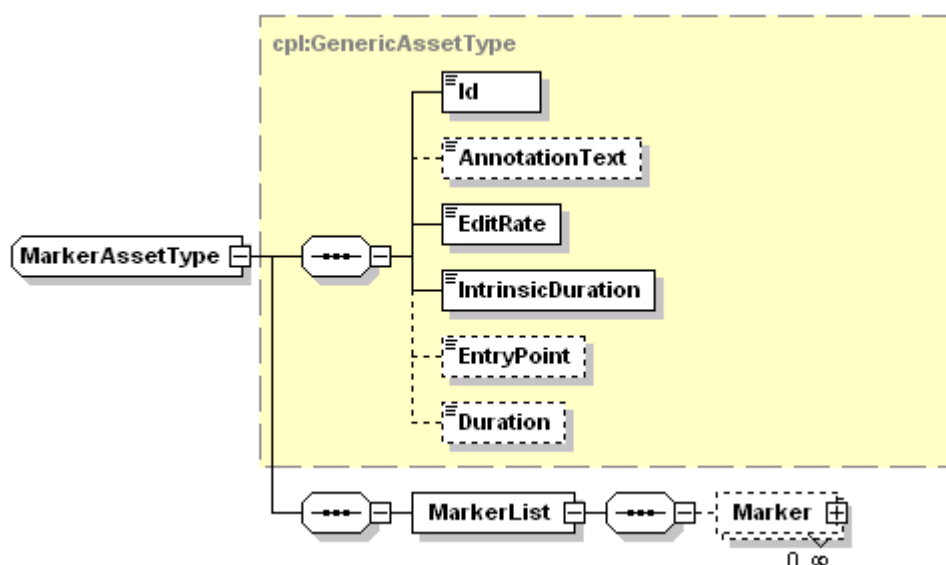 cpl:GenericAssetType
Id
AnnotationText
EditRate
MarkerAssetType
IntrinsicDuration
EntryPoint
Duration
MarkerList
Marker
0..∞